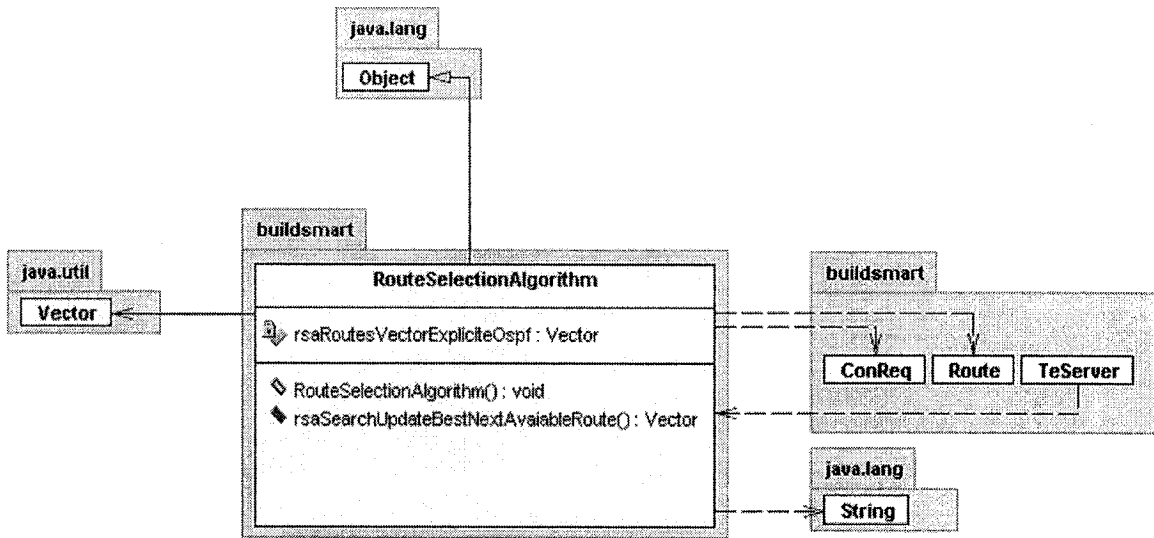 java.lang
Object
buildsmart
RouteSelectionAlgorithm
rsaRoutesVectorExpliciteOspf : Vector
RouteSelectionAlgorithm() : void
rsaSearchUpdateBestNextAvaiableRoute() : Vector
java.util
Vector
buildsmart
ConReq
Route
TeServer
java.lang
String